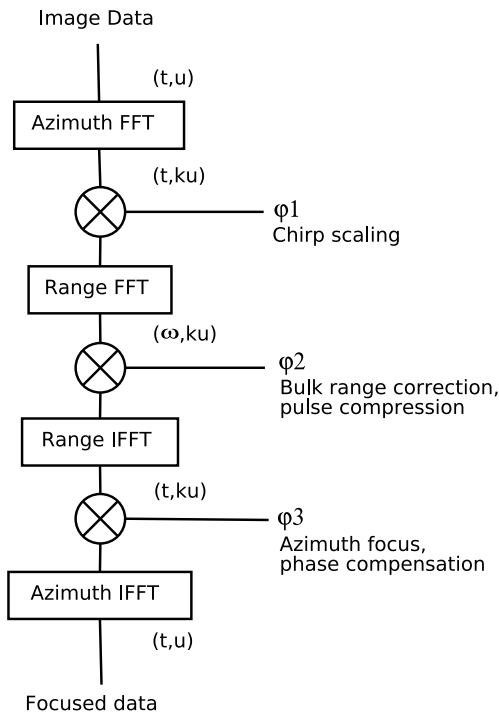 Image Data
(t,u)
Azimuth FFT
(t,ku)
φ1
Chirp scaling
Range FFT
(ω,ku)
φ2
Bulk range correction,
pulse compression
Range IFFT
(t,ku)
φ3
Azimuth focus,
phase compensation
Azimuth IFFT
(t,u)
Focused data